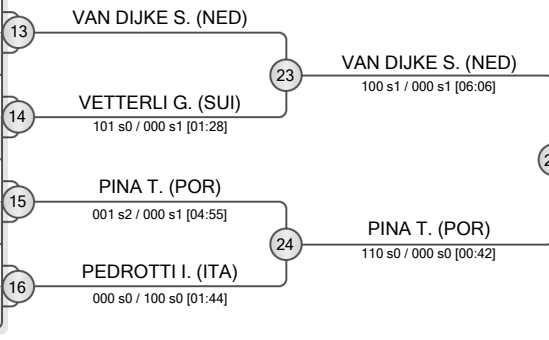 13
VAN DIJKE S. (NED)
23
VAN DIJKE S. (NED)
100 s1 / 000 s1 [06:06]
14
VETTERLI G. (SUI)
101 s0 / 000 s1 [01:28]
15
PINA T. (POR)
001 s2 / 000 s1 [04:55]
24
PINA T. (POR)
110 s0 / 000 s0 [00:42]
16
PEDROTTI I. (ITA)
000 s0 / 100 s0 [01:44]